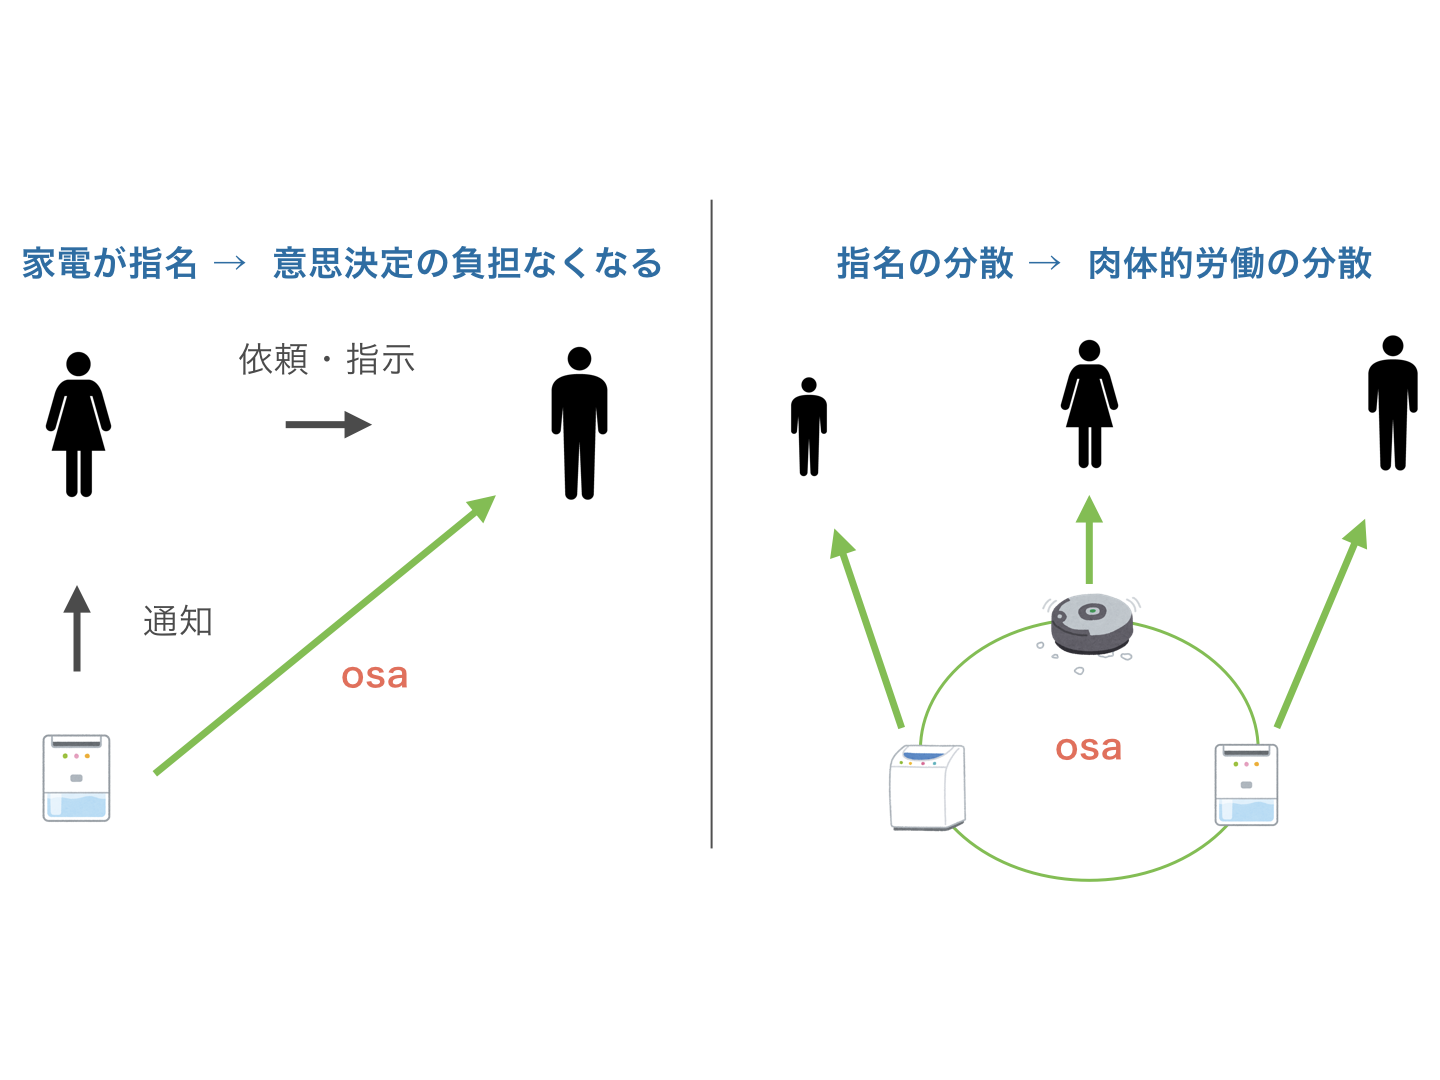 家電が指名 → 意思決定の負担なくなる
依頼・指示
通知
osa
指名の分散 → 肉体的労働の分散
osa